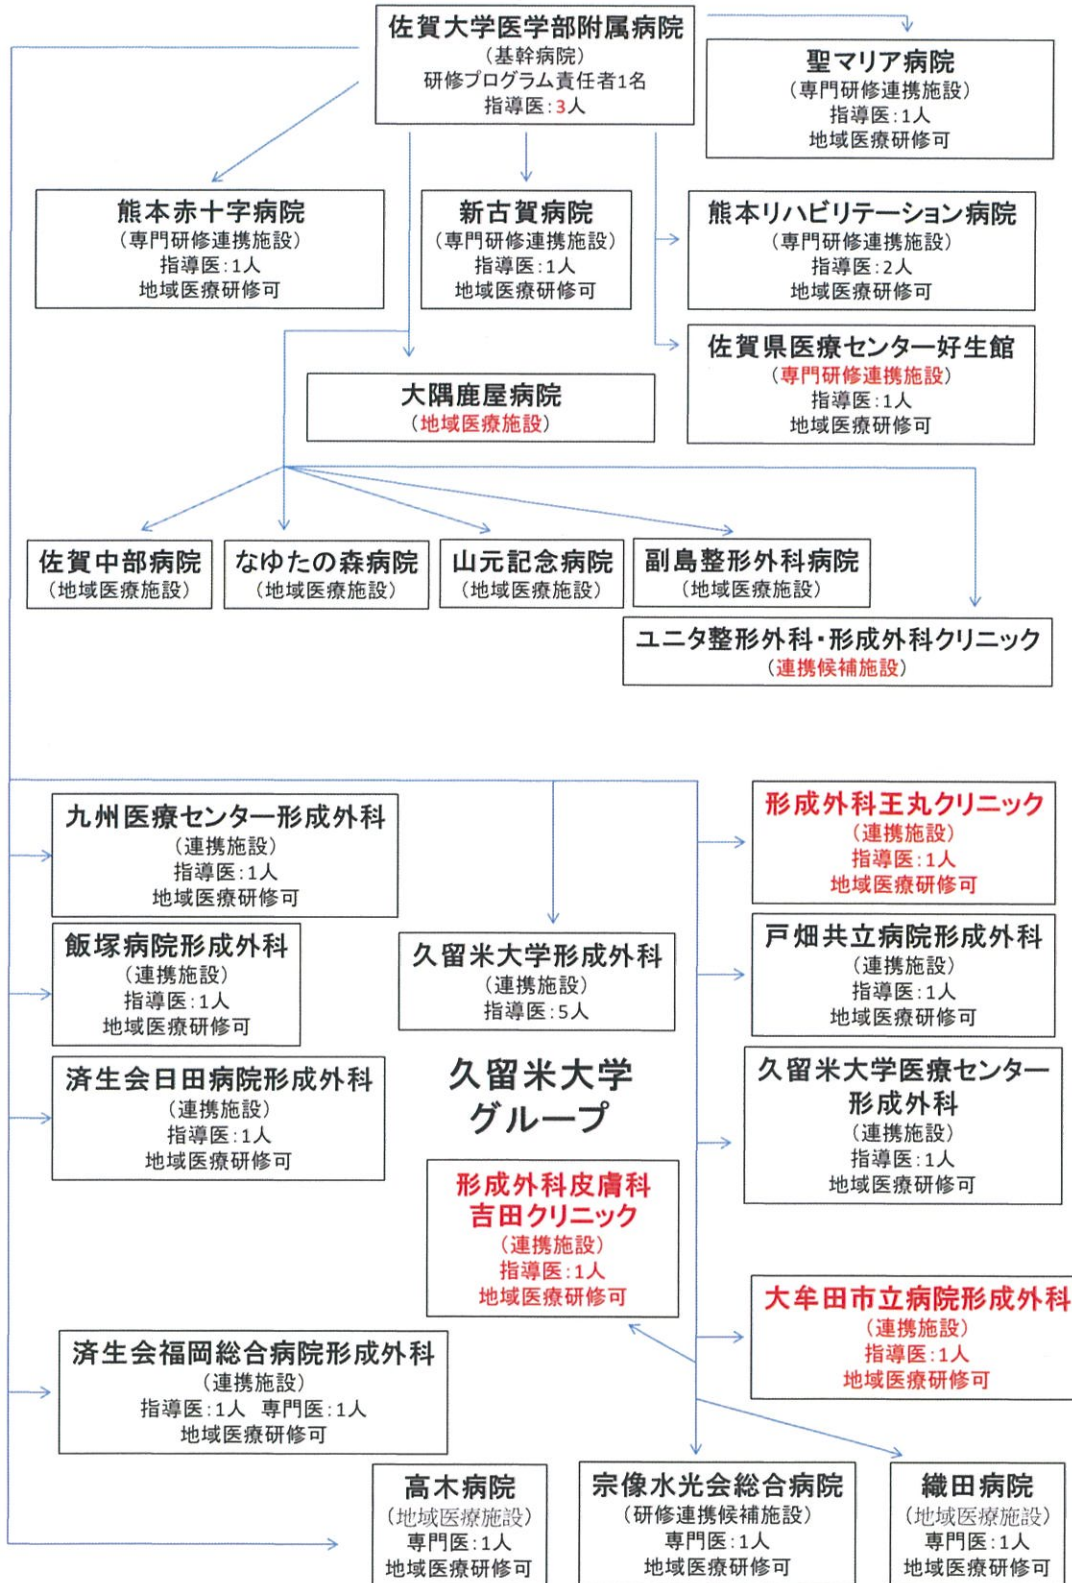 佐賀大学医学部附属病院
(基幹病院)
研修プログラム責任者1名
指導医:3人
聖マリア病院
(専門研修連携施設)
指導医:1人
地域医療研修可
熊本赤十字病院
(専門研修連携施設)
指導医:1人
地域医療研修可
新古賀病院
(専門研修連携施設)
指導医:1人
地域医療研修可
熊本リハビリテーション病院
(専門研修連携施設)
指導医:2人
地域医療研修可
佐賀県医療センター好生館
(専門研修連携施設)
指導医:1人
地域医療研修可
大隅鹿屋病院
(地域医療施設)
佐賀中部病院
(地域医療施設)
なゆたの森病院
(地域医療施設)
山元記念病院
(地域医療施設)
副島整形外科病院
(地域医療施設)
ユニタ整形外科・形成外科クリニック
(連携候補施設)
九州医療センター形成外科
(連携施設)
指導医:1人
地域医療研修可
形成外科王丸クリニック
(連携施設)
指導医:1人
地域医療研修可
飯塚病院形成外科
(連携施設)
指導医:1人
地域医療研修可
久留米大学形成外科
(連携施設)
指導医:5人
戸畑共立病院形成外科
(連携施設)
指導医:1人
地域医療研修可
済生会日田病院形成外科
(連携施設)
指導医:1人
地域医療研修可
久留米大学
グループ
久留米大学医療センター
形成外科
(連携施設)
指導医:1人
地域医療研修可
形成外科皮膚科
吉田クリニック
(連携施設)
指導医:1人
地域医療研修可
大牟田市立病院形成外科
(連携施設)
指導医:1人
地域医療研修可
済生会福岡総合病院形成外科
(連携施設)
指導医:1人 専門医:1人
地域医療研修可
高木病院
(地域医療施設)
専門医:1人
地域医療研修可
宗像水光会総合病院
(研修連携候補施設)
専門医:1人
地域医療研修可
織田病院
(地域医療施設)
専門医:1人
地域医療研修可